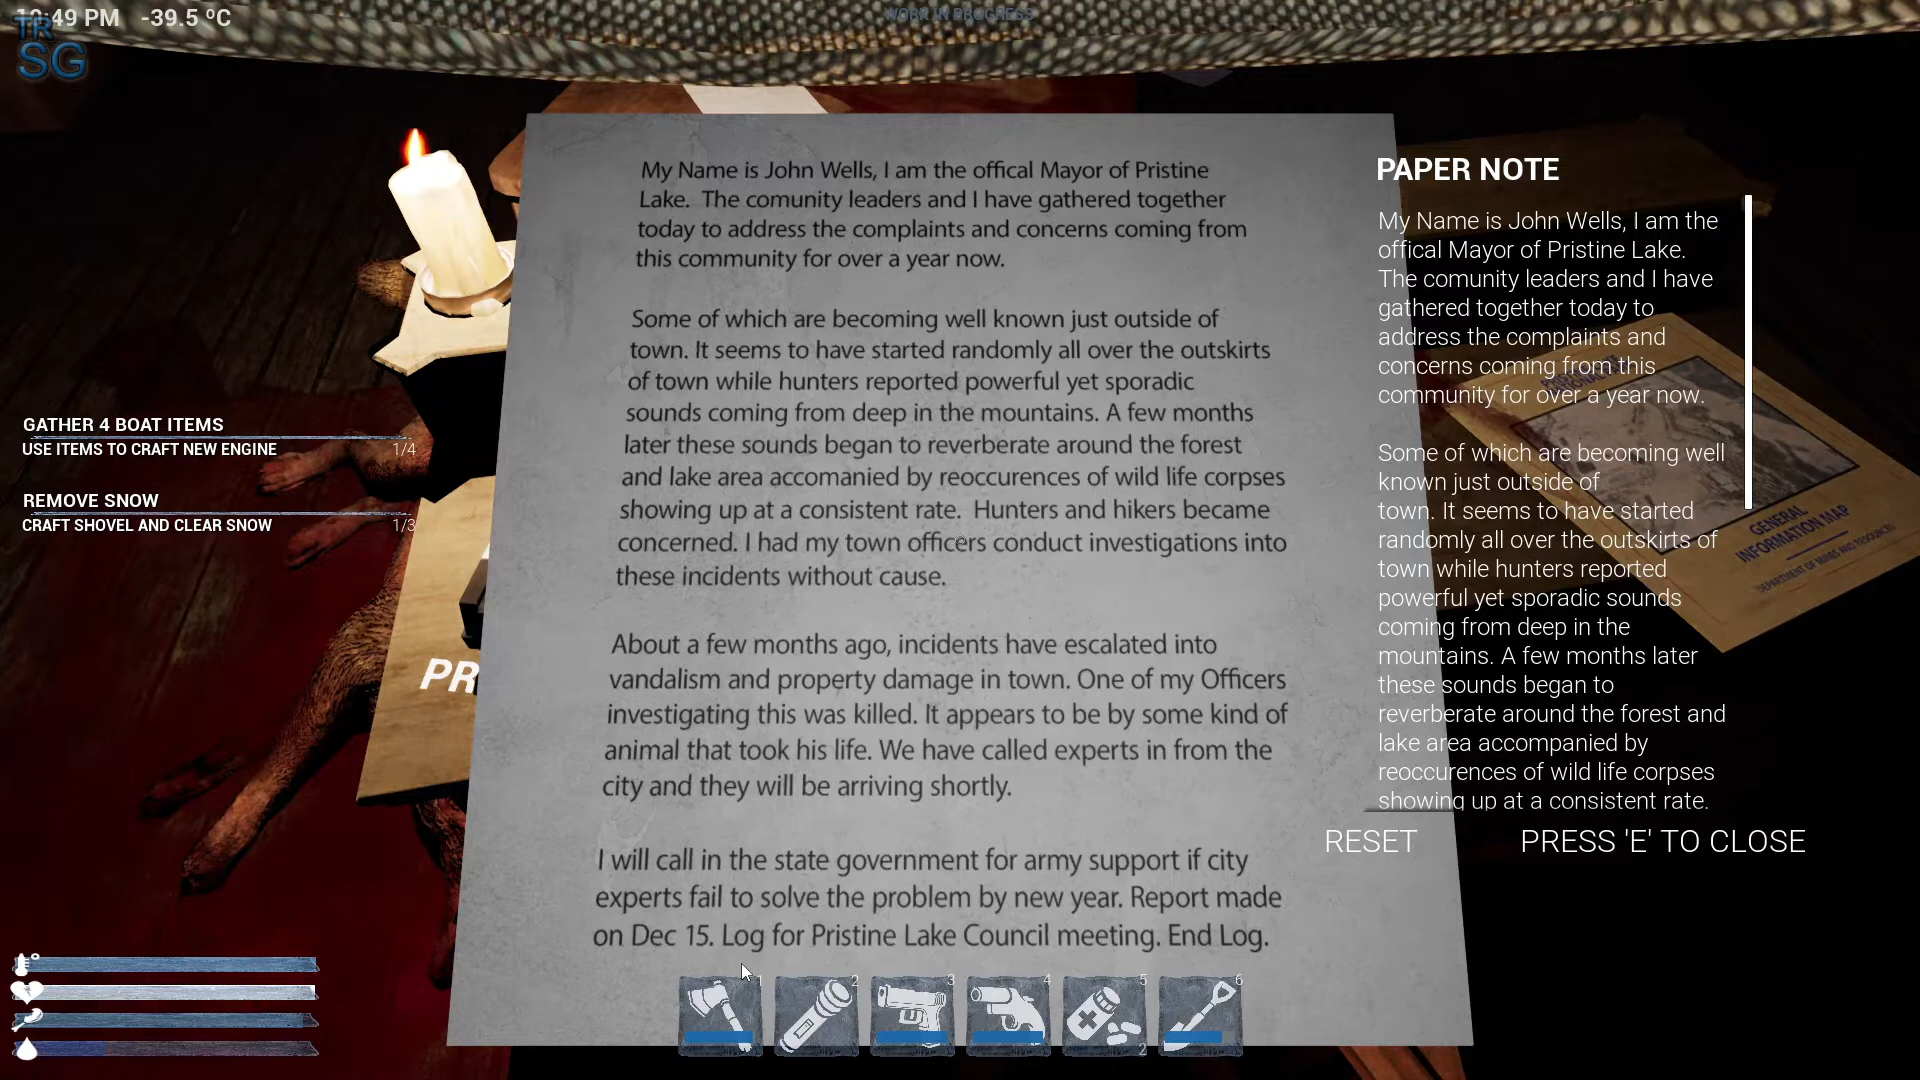 :49 PM -39.5 ºC
WORK IN PROGRESS
TR
SG
GATHER 4 BOAT ITEMS
USE ITEMS TO CRAFT NEW ENGINE 1/4
REMOVE SNOW
CRAFT SHOVEL AND CLEAR SNOW 1/3
PR
My Name is John Wells, I am the offical Mayor of Pristine
Lake. The comunity leaders and I have gathered together
today to address the complaints and concerns coming from
this community for over a year now.
Some of which are becoming well known just outside of
town. It seems to have started randomly all over the outskirts
of town while hunters reported powerful yet sporadic
sounds coming from deep in the mountains. A few months
later these sounds began to reverberate around the forest
and lake area accomanied by reoccurences of wild life corpses
showing up at a consistent rate. Hunters and hikers became
concerned. I had my town officers conduct investigations into
these incidents without cause.
About a few months ago, incidents have escalated into
vandalism and property damage in town. One of my Officers
investigating this was killed. It appears to be by some kind of
animal that took his life. We have called experts in from the
city and they will be arriving shortly.
I will call in the state government for army support if city
experts fail to solve the problem by new year. Report made
on Dec 15. Log for Pristine Lake Council meeting. End Log.
PAPER NOTE
My Name is John Wells, I am the
offical Mayor of Pristine Lake.
The comunity leaders and I have
gathered together today to
address the complaints and
concerns coming from this
community for over a year now.
Some of which are becoming well
known just outside of
town. It seems to have started
randomly all over the outskirts of
town while hunters reported
powerful yet sporadic sounds
coming from deep in the
mountains. A few months later
these sounds began to
reverberate around the forest and
lake area accompanied by
reoccurences of wild life corpses
showing up at a consistent rate.
RESET PRESS 'E' TO CLOSE
GENERAL
INFORMATION MAP
DEPARTMENT OF MINES AND RESOURCES
1 2 3 4 5 6
2